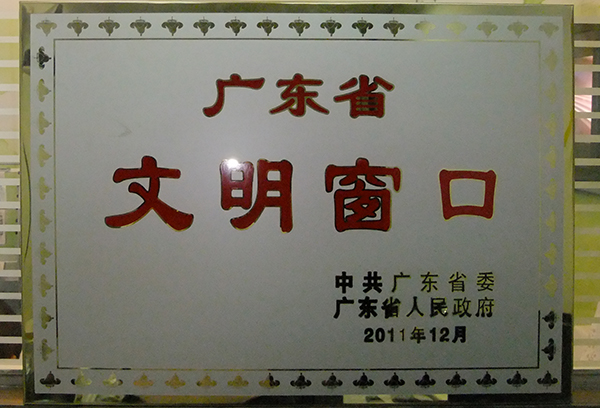 广东省
文明窗口
中共广东省委
广东省人民政府
2011年12月